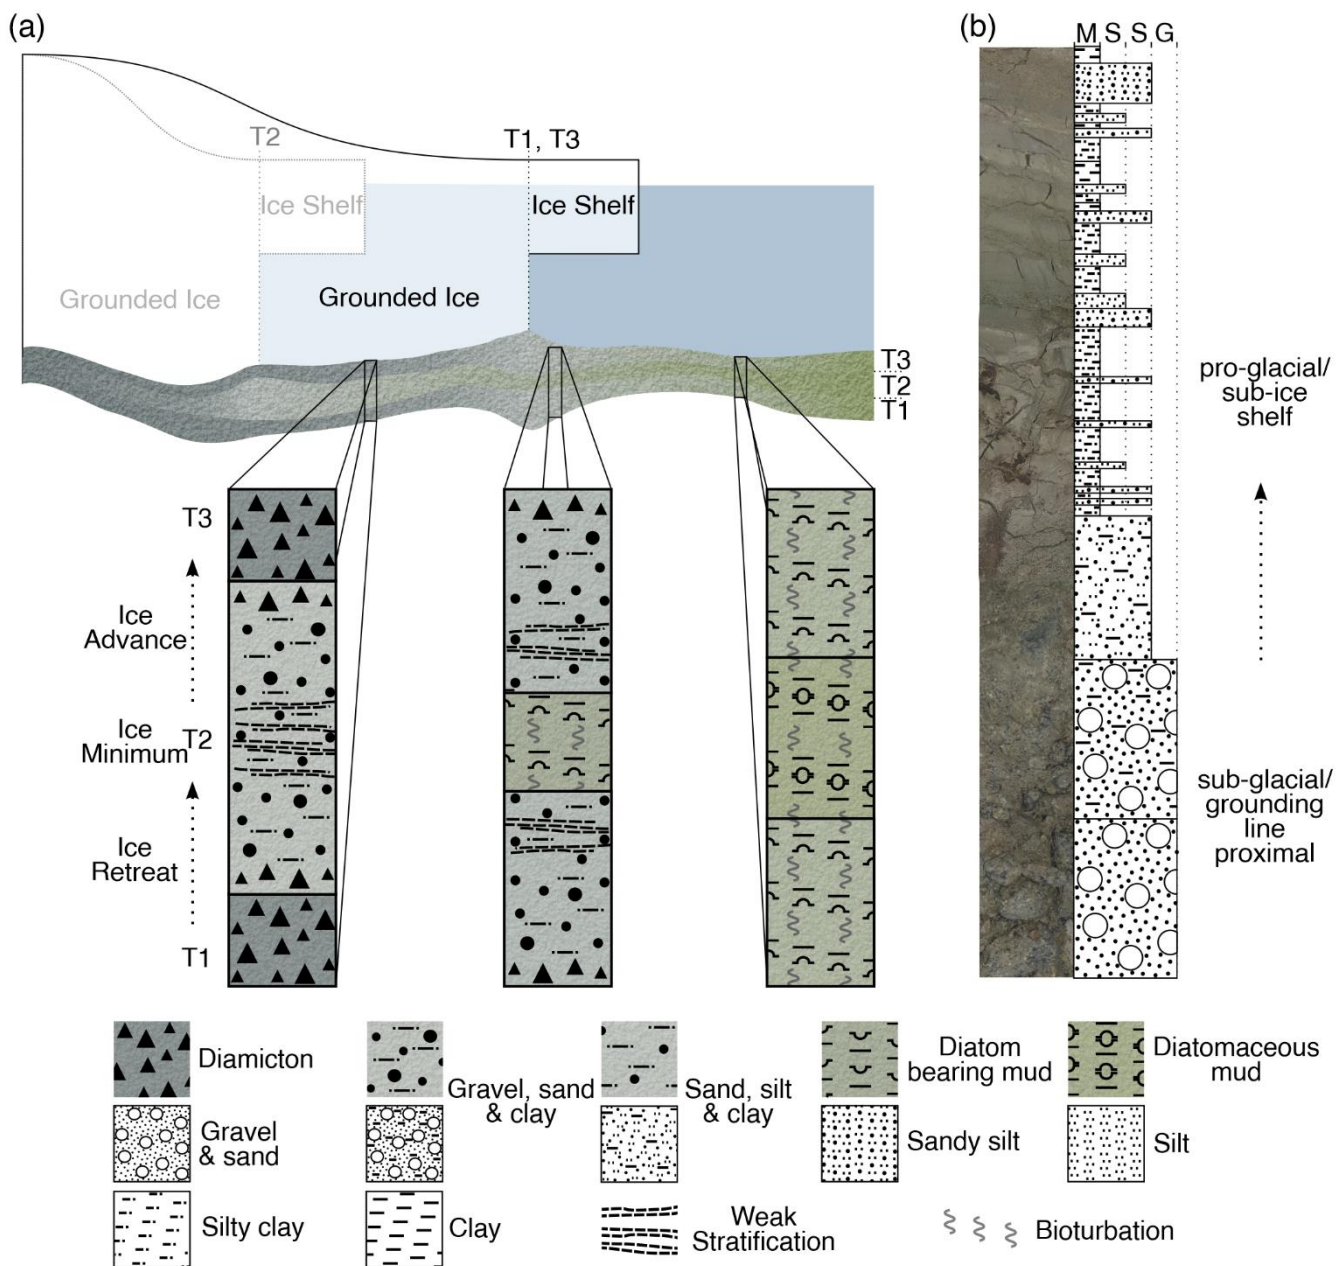 (a)
(b)
M S S G
T2
T1, T3
Ice Shelf
Ice Shelf
Grounded Ice
Grounded Ice
T3
T2
T1
T3
Ice
Advance
Ice
Minimum
T2
Ice
Retreat
T1
pro-glacial/
sub-ice
shelf
sub-glacial/
grounding
line
proximal
Diamicton
Gravel, sand
& clay
Sand, silt
& clay
Diatom
bearing mud
Diatomaceous
mud
Gravel
& sand
Sandy silt
Silt
Silty clay
Clay
Weak
Stratification
Bioturbation